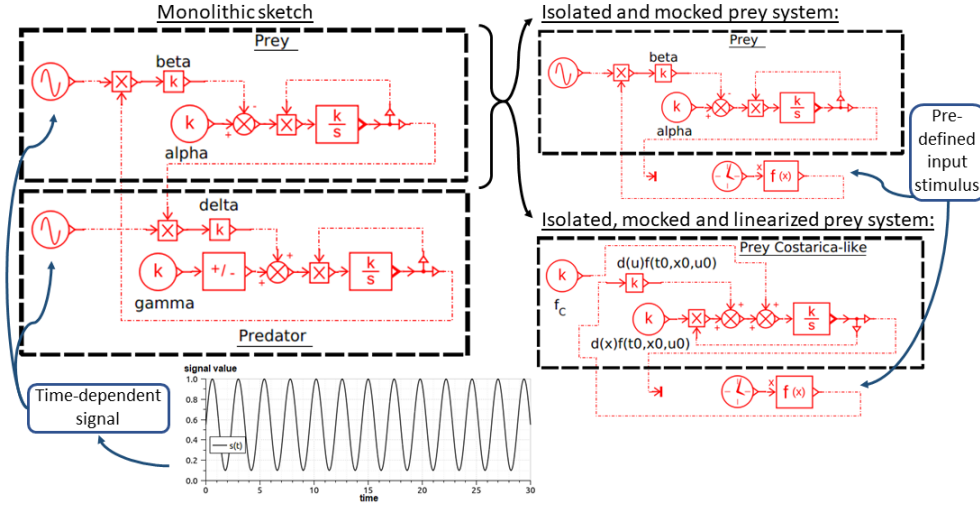 Monolithic sketch
Prey
beta
k
k
alpha
-
+
k
s
Predator
delta
k
k
gamma
+/-
+
+
k
s
Time-dependent
signal
signal value
1.0
0.8
0.6
0.4
0.2
0.0
s(t)
0 5 10 15 20 25 30
time
Isolated and mocked prey system:
Prey
beta
k
k
alpha
-
+
k
s
x
f(x)
Pre-
defined
input
stimulus
Isolated, mocked and linearized prey system:
Prey Costarica-like
k
f_C
d(u)f(t0,x0,u0)
k
k
d(x)f(t0,x0,u0)
+
+
+
+
k
s
x
f(x)